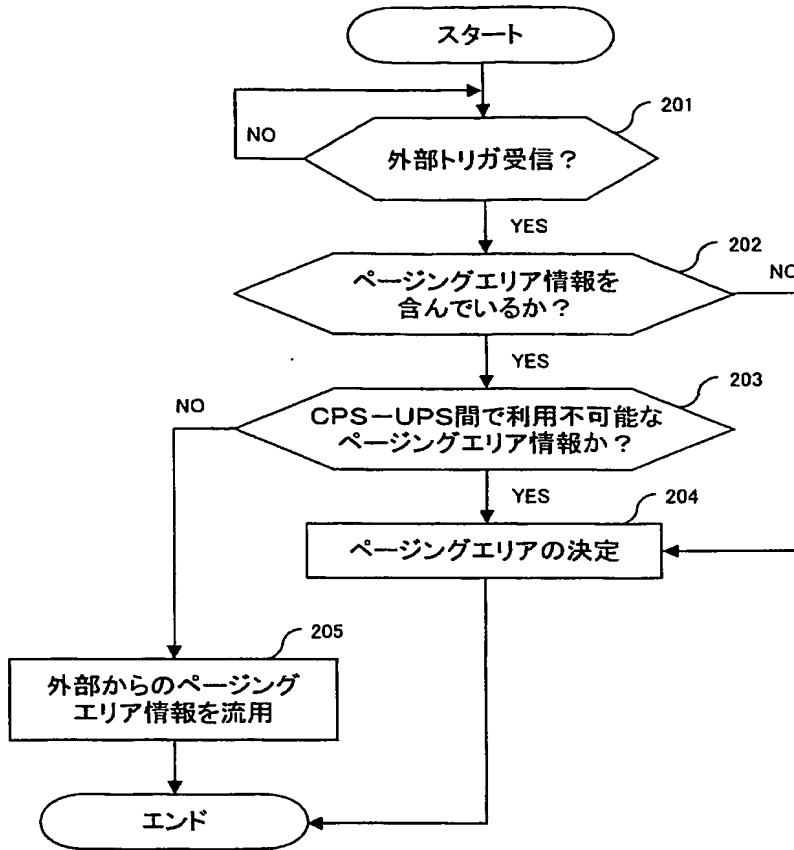 スタート
201
NO
外部トリガ受信？
YES
202
NO
ページングエリア情報を
含んでいるか？
YES
203
NO
CPS－UPS間で利用不可能な
ページングエリア情報か？
YES
204
ページングエリアの決定
205
外部からのページング
エリア情報を流用
エンド